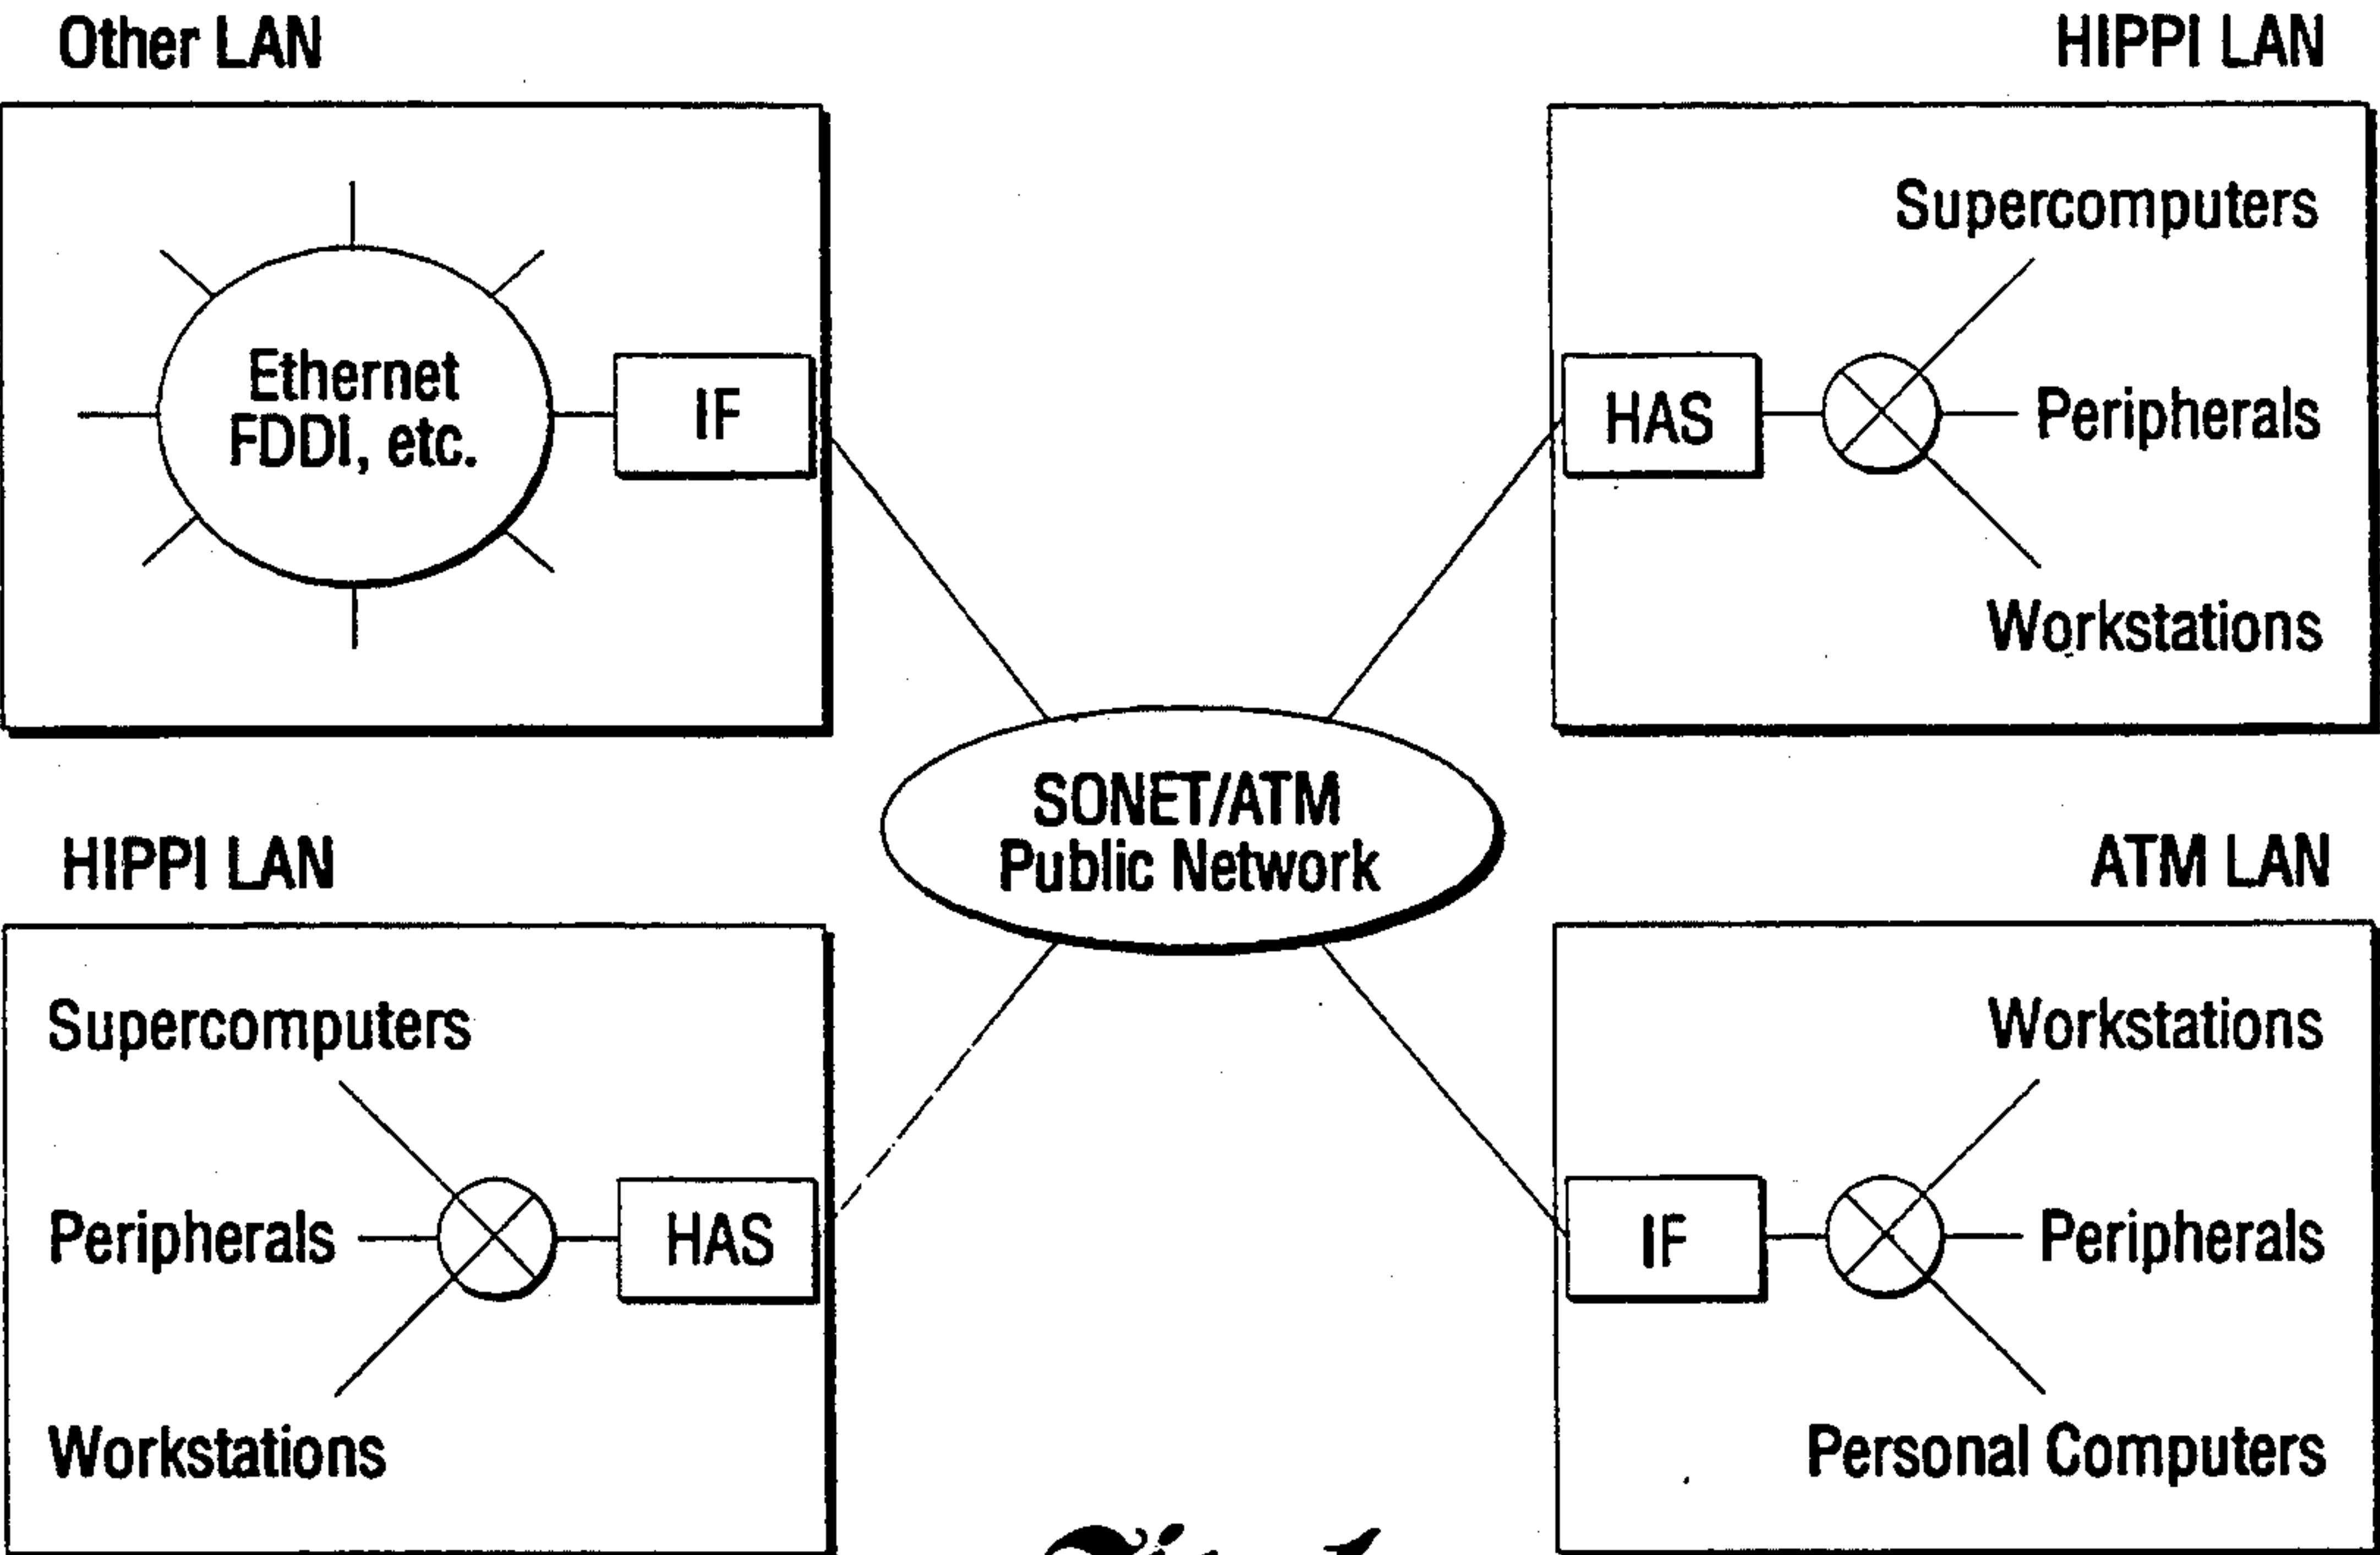 Other LAN
HIPPI LAN
Ethernet
FDDI, etc.
IF
HAS
Supercomputers
Peripherals
Workstations
SONET/ATM
Public Network
HIPPI LAN
ATM LAN
Supercomputers
Peripherals
Workstations
HAS
IF
Workstations
Peripherals
Personal Computers